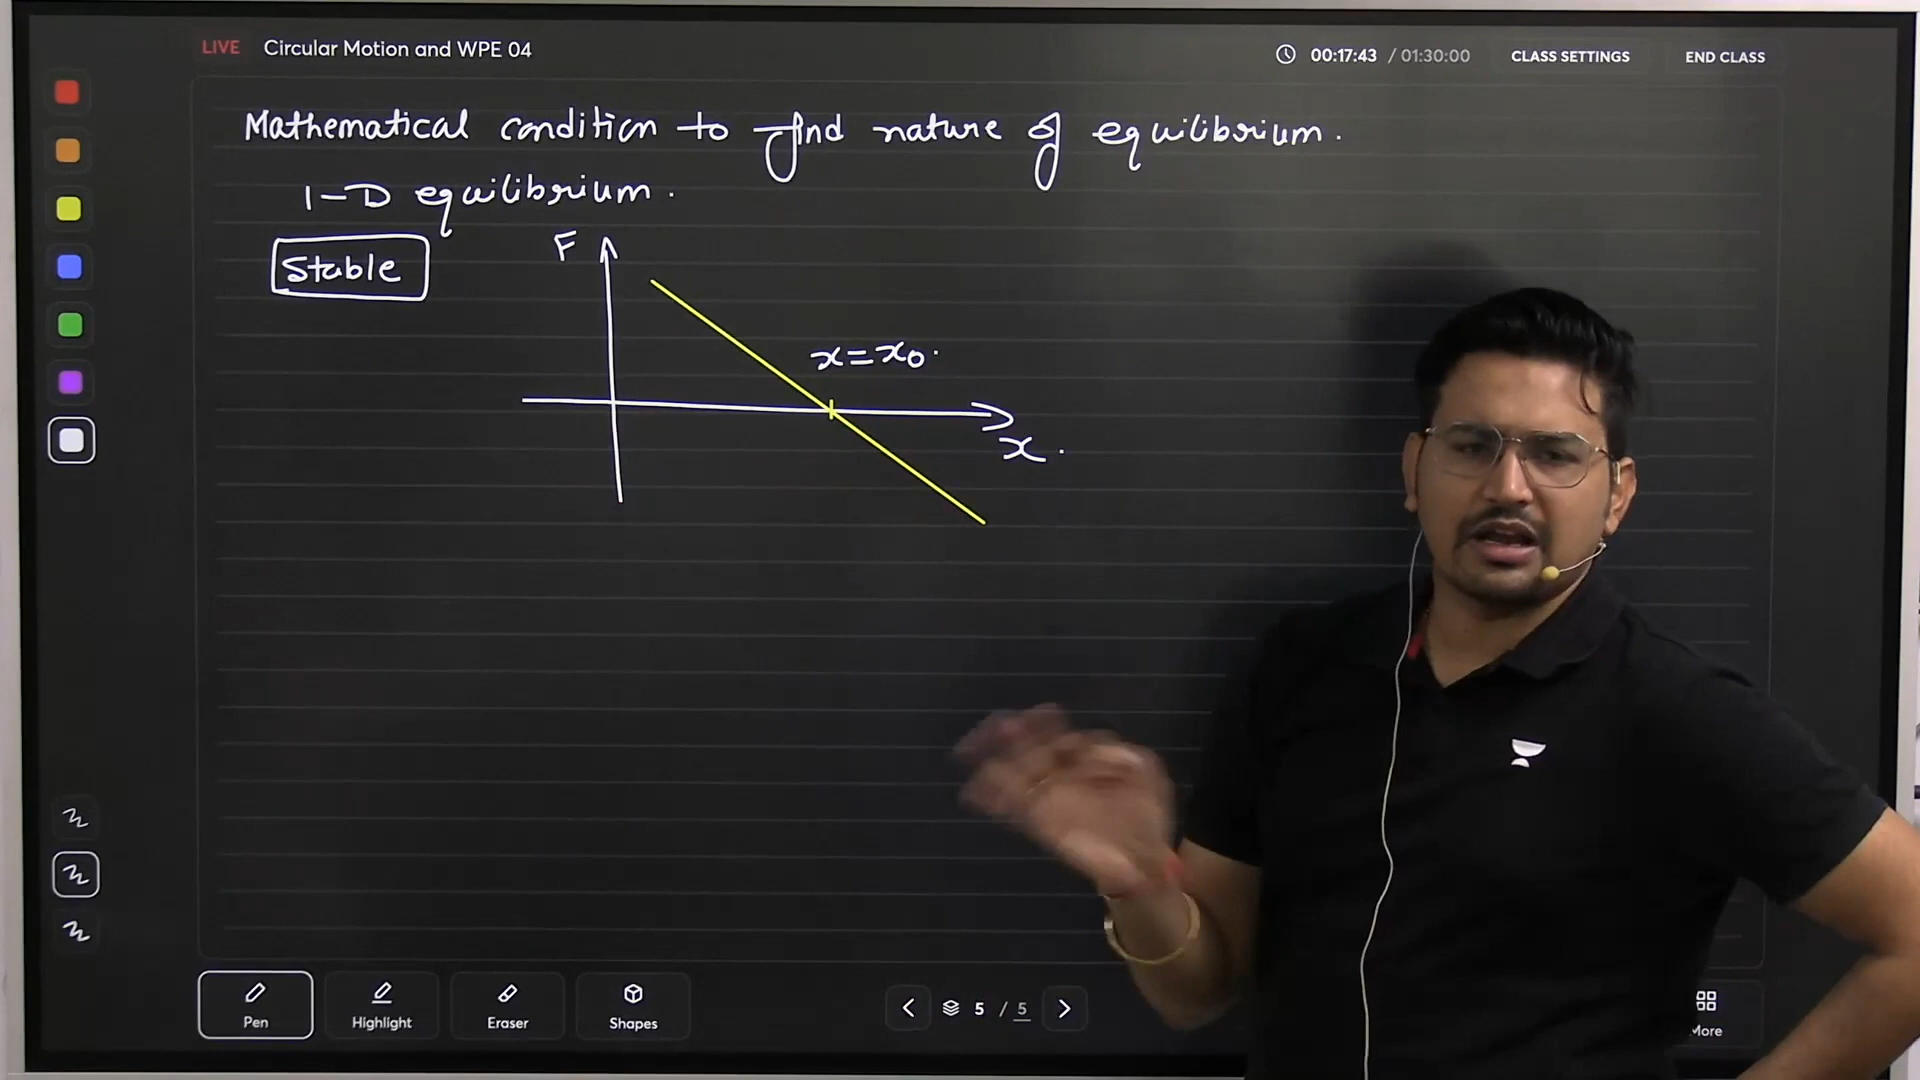 LIVE Circular Motion and WPE 04
00:17:43 / 01:30:00 CLASS SETTINGS END CLASS
Mathematical condition to find nature of equilibrium.
1-D equilibrium.
Stable
F
x=x0.
x.
Pen Highlight Eraser Shapes
5 / 5
More